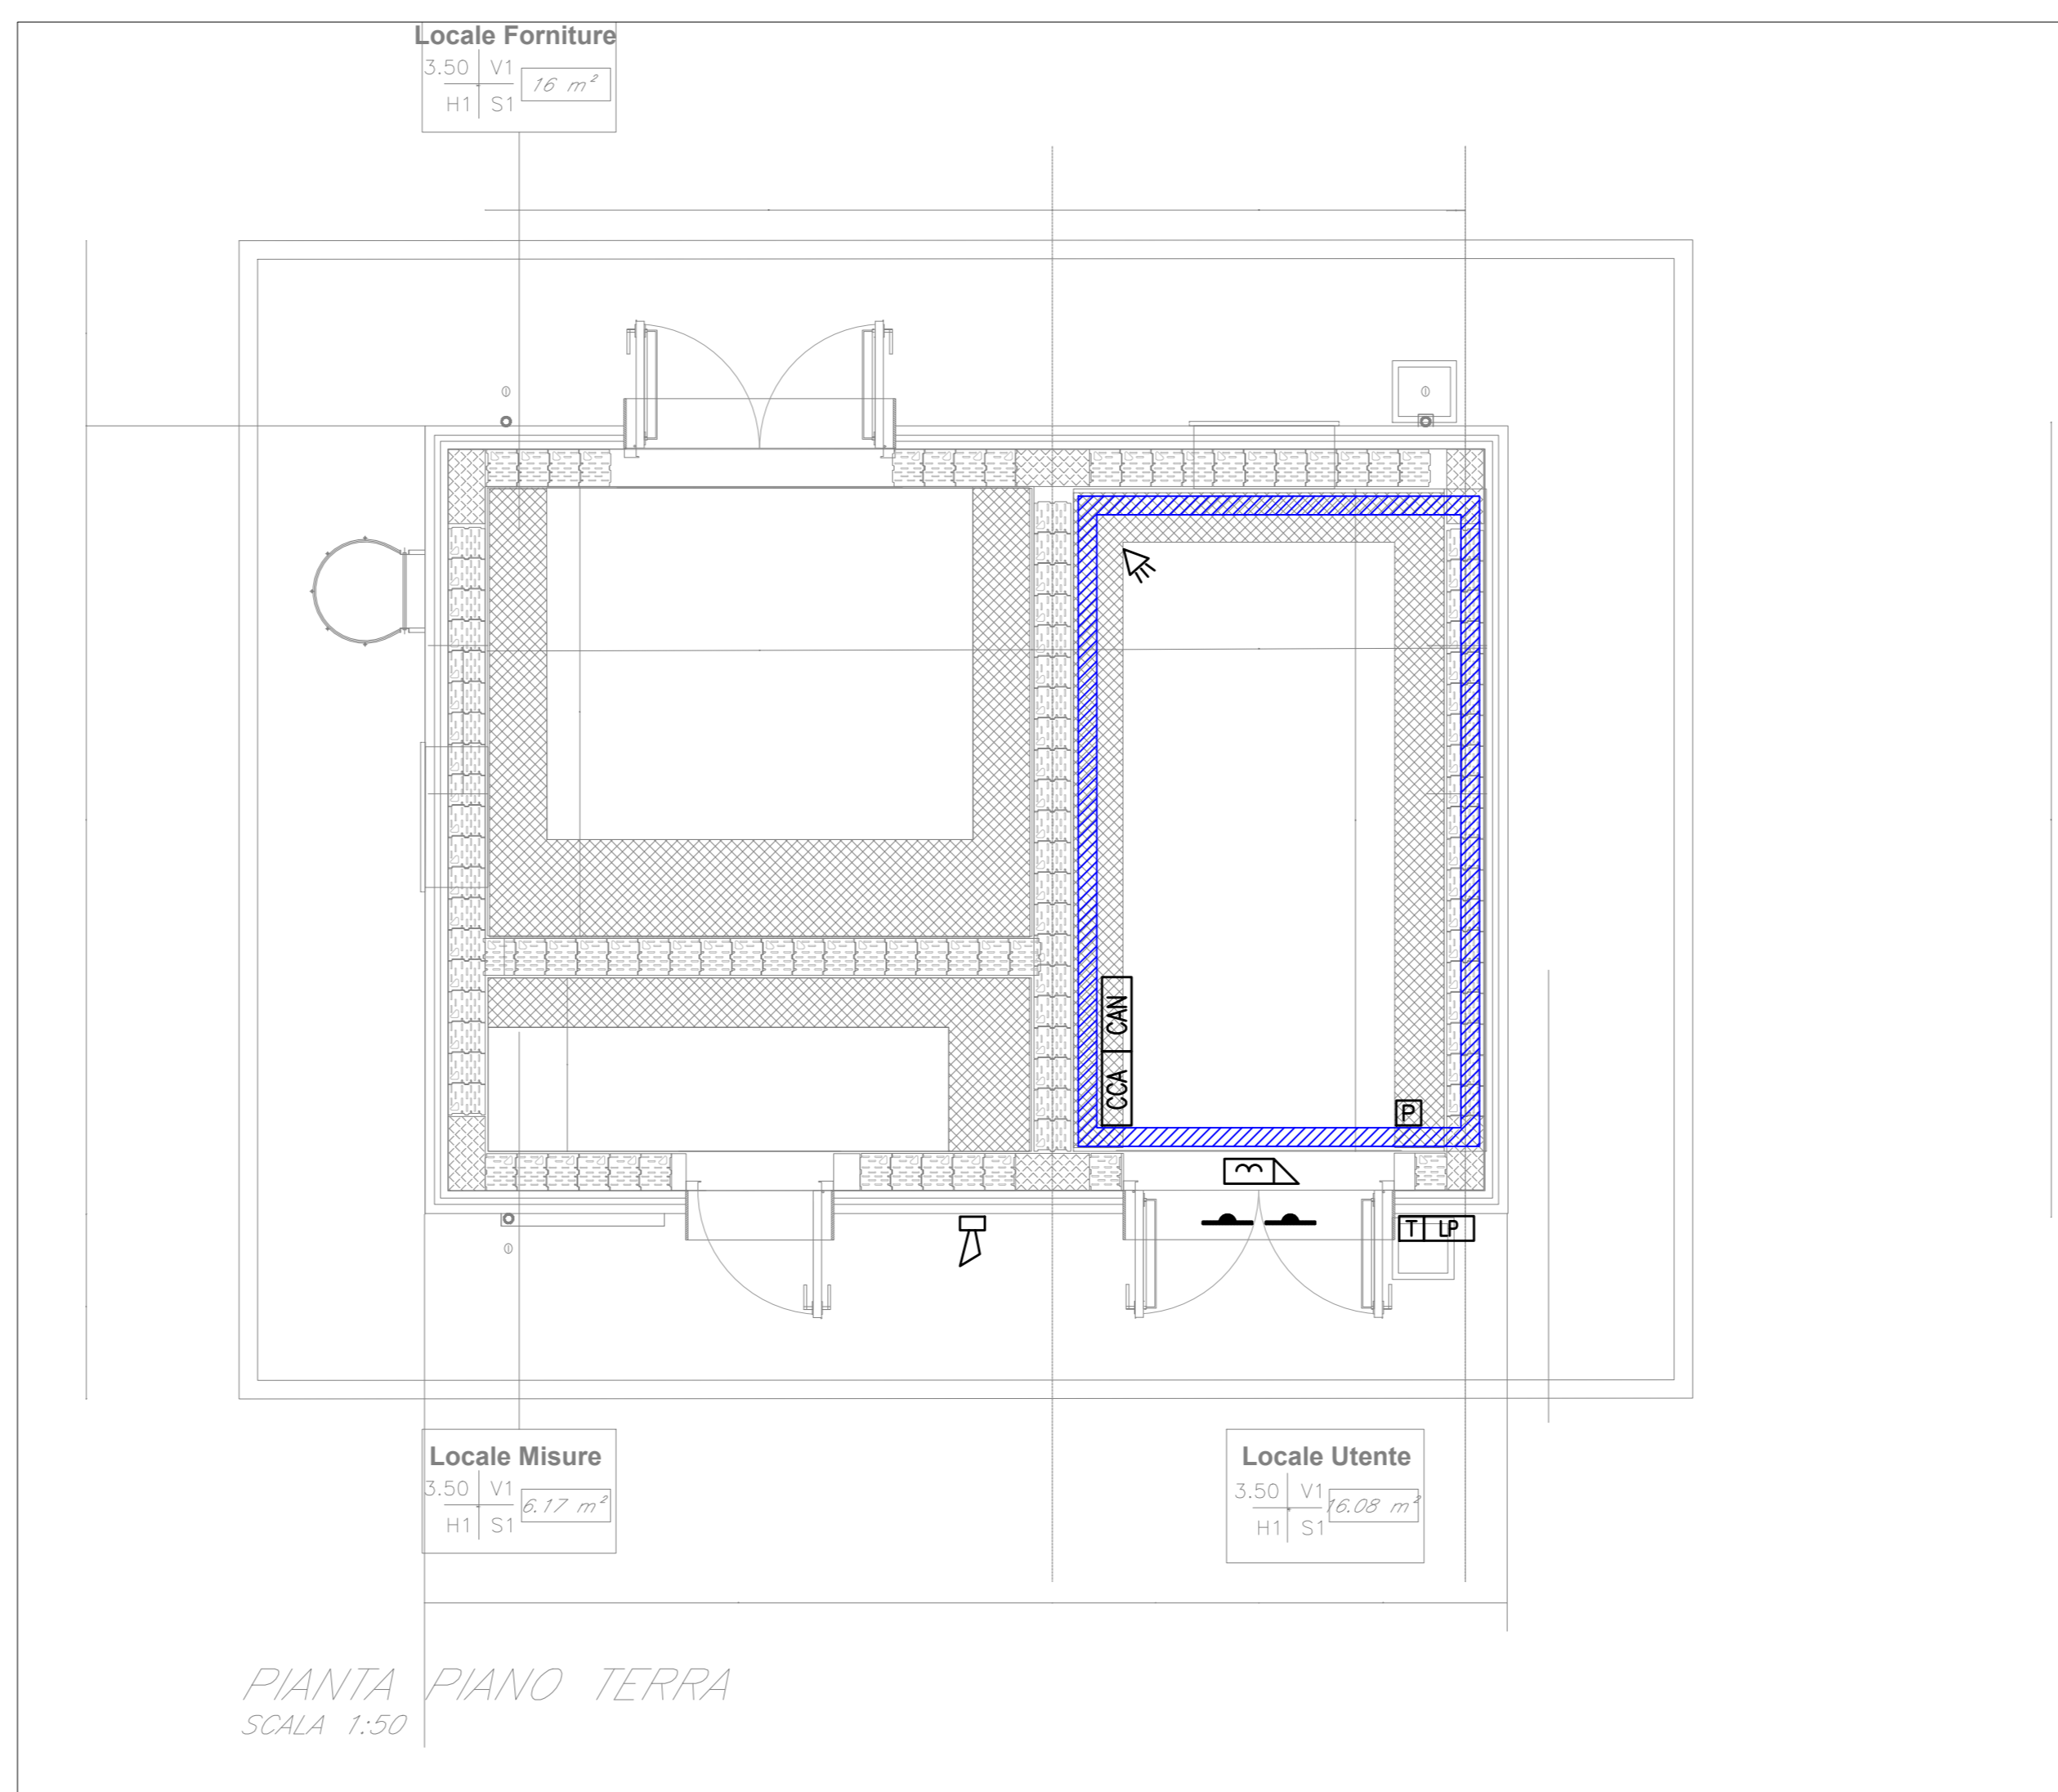 Locale Forniture
3.50 V1
16 m²
H1 S1
CAN
CCA
P
T LP
Locale Misure
3.50 V1
6.17 m²
H1 S1
Locale Utente
3.50 V1
16.08 m²
H1 S1
PIANTA PIANO TERRA
SCALA 1:50